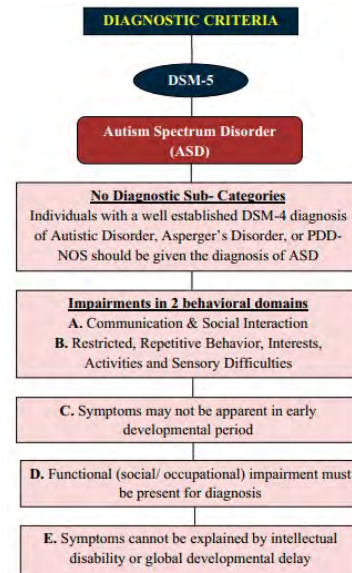 DIAGNOSTIC CRITERIA
DSM-5
Autism Spectrum Disorder
(ASD)
No Diagnostic Sub- Categories
Individuals with a well established DSM-4 diagnosis
of Autistic Disorder, Asperger's Disorder, or PDD-
NOS should be given the diagnosis of ASD
Impairments in 2 behavioral domains
A. Communication & Social Interaction
B. Restricted, Repetitive Behavior, Interests,
Activities and Sensory Difficulties
C. Symptoms may not be apparent in early
developmental period
D. Functional (social/ occupational) impairment must
be present for diagnosis
E. Symptoms cannot be explained by intellectual
disability or global developmental delay